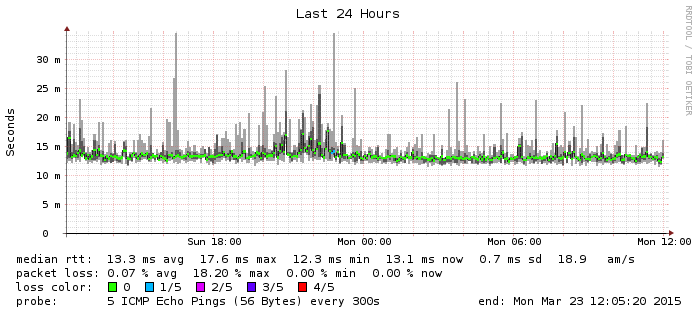 Last 24 Hours
RRDTOOL / TOBI OETIKER
Seconds
30 m
25 m
20 m
15 m
10 m
5 m
0
Sun 18:00 Mon 00:00 Mon 06:00 Mon 12:00
median rtt: 13.3 ms avg 17.6 ms max 12.3 ms min 13.1 ms now 0.7 ms sd 18.9 am/s
packet loss: 0.07 % avg 18.20 % max 0.00 % min 0.00 % now
loss color: 0 1/5 2/5 3/5 4/5
probe: 5 ICMP Echo Pings (56 Bytes) every 300s end: Mon Mar 23 12:05:20 2015